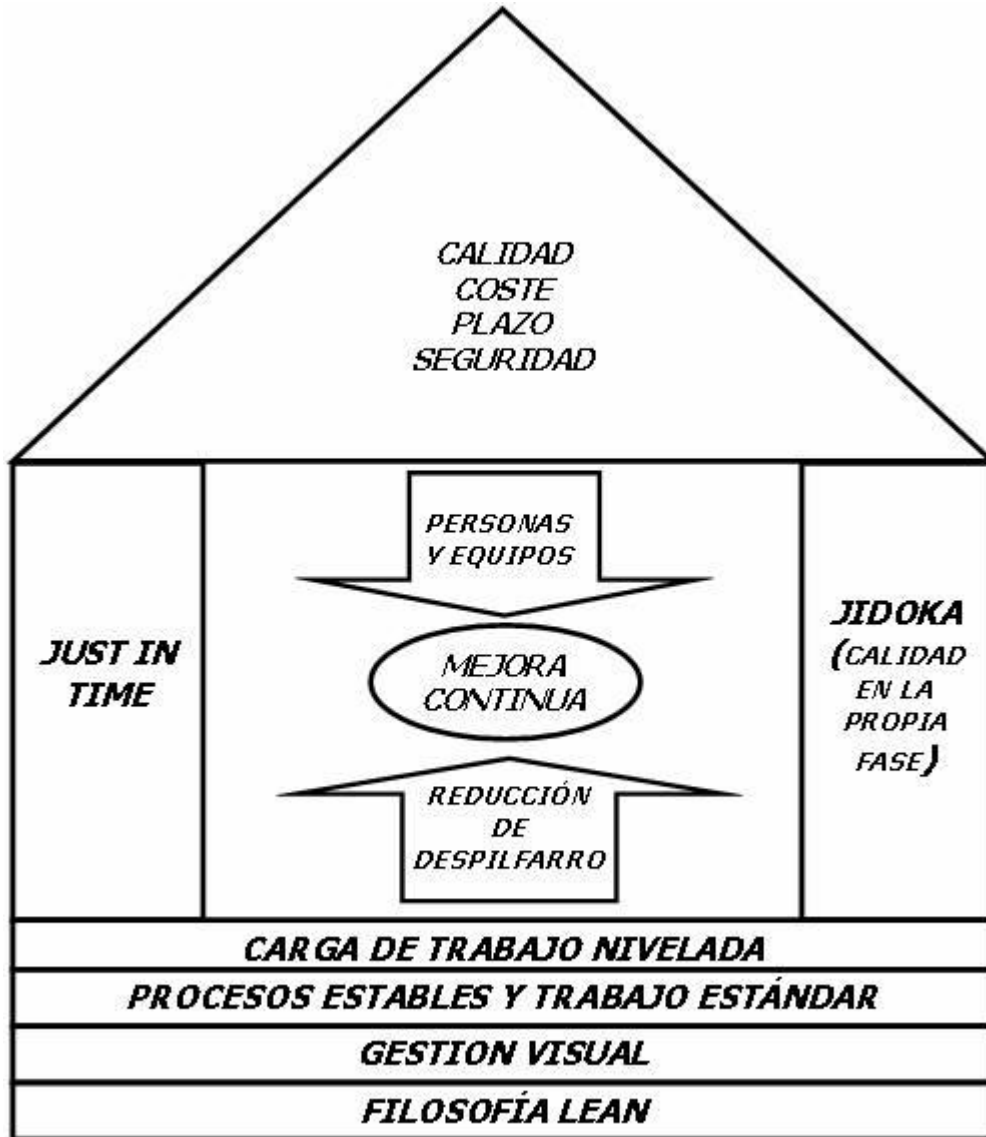 CALIDAD
COSTE
PLAZO
SEGURIDAD
JUST IN
TIME
PERSONAS
Y EQUIPOS
MEJORA
CONTINUA
REDUCCIÓN
DE
DESPILFARRO
JIDOKA
(CALIDAD
EN LA
PROPIA
FASE)
CARGA DE TRABAJO NIVELADA
PROCESOS ESTABLES Y TRABAJO ESTÁNDAR
GESTION VISUAL
FILOSOFÍA LEAN